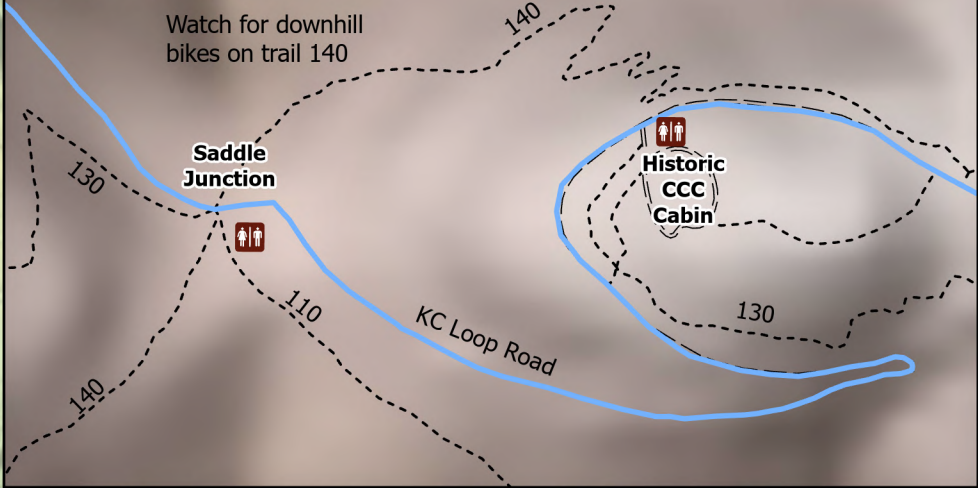 Watch for downhill
bikes on trail 140
140
130
Saddle
Junction
Historic
CCC
Cabin
110
130
KC Loop Road
140